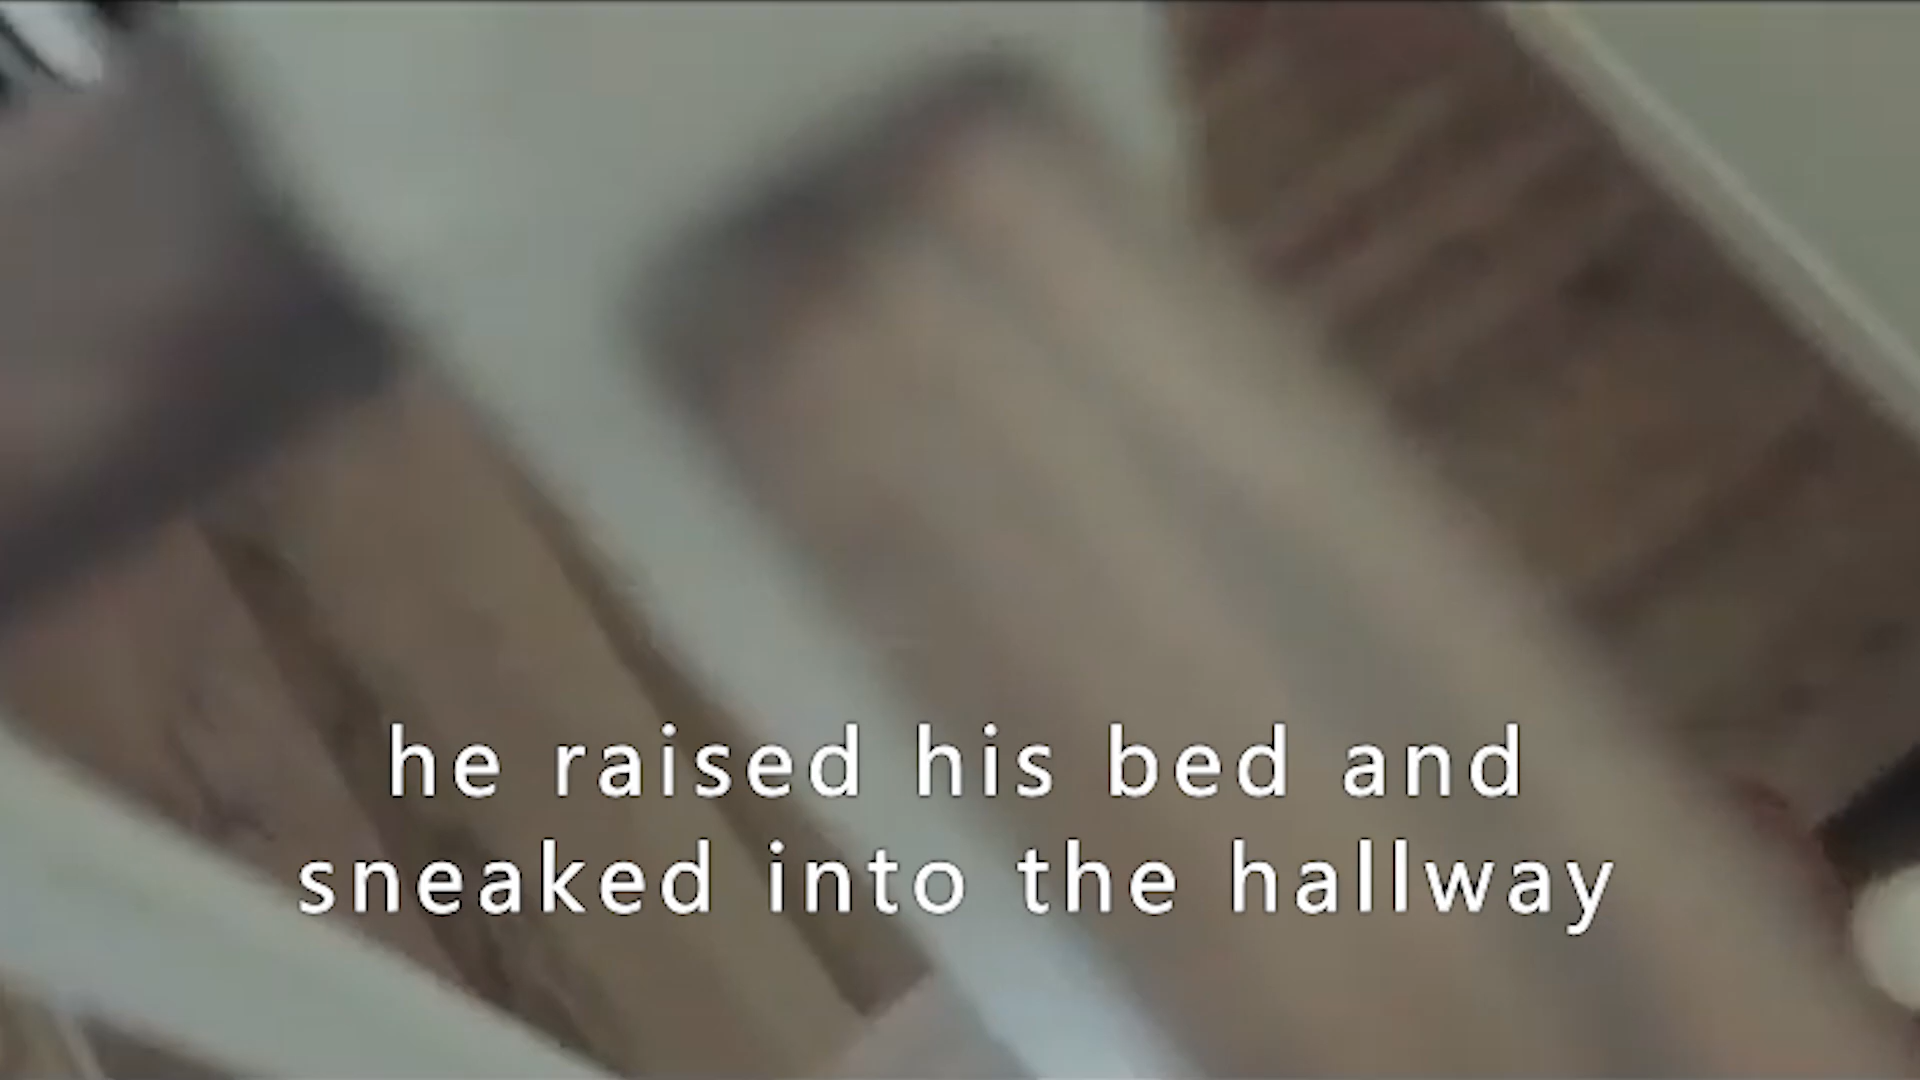 he raised his bed and
sneaked into the hallway